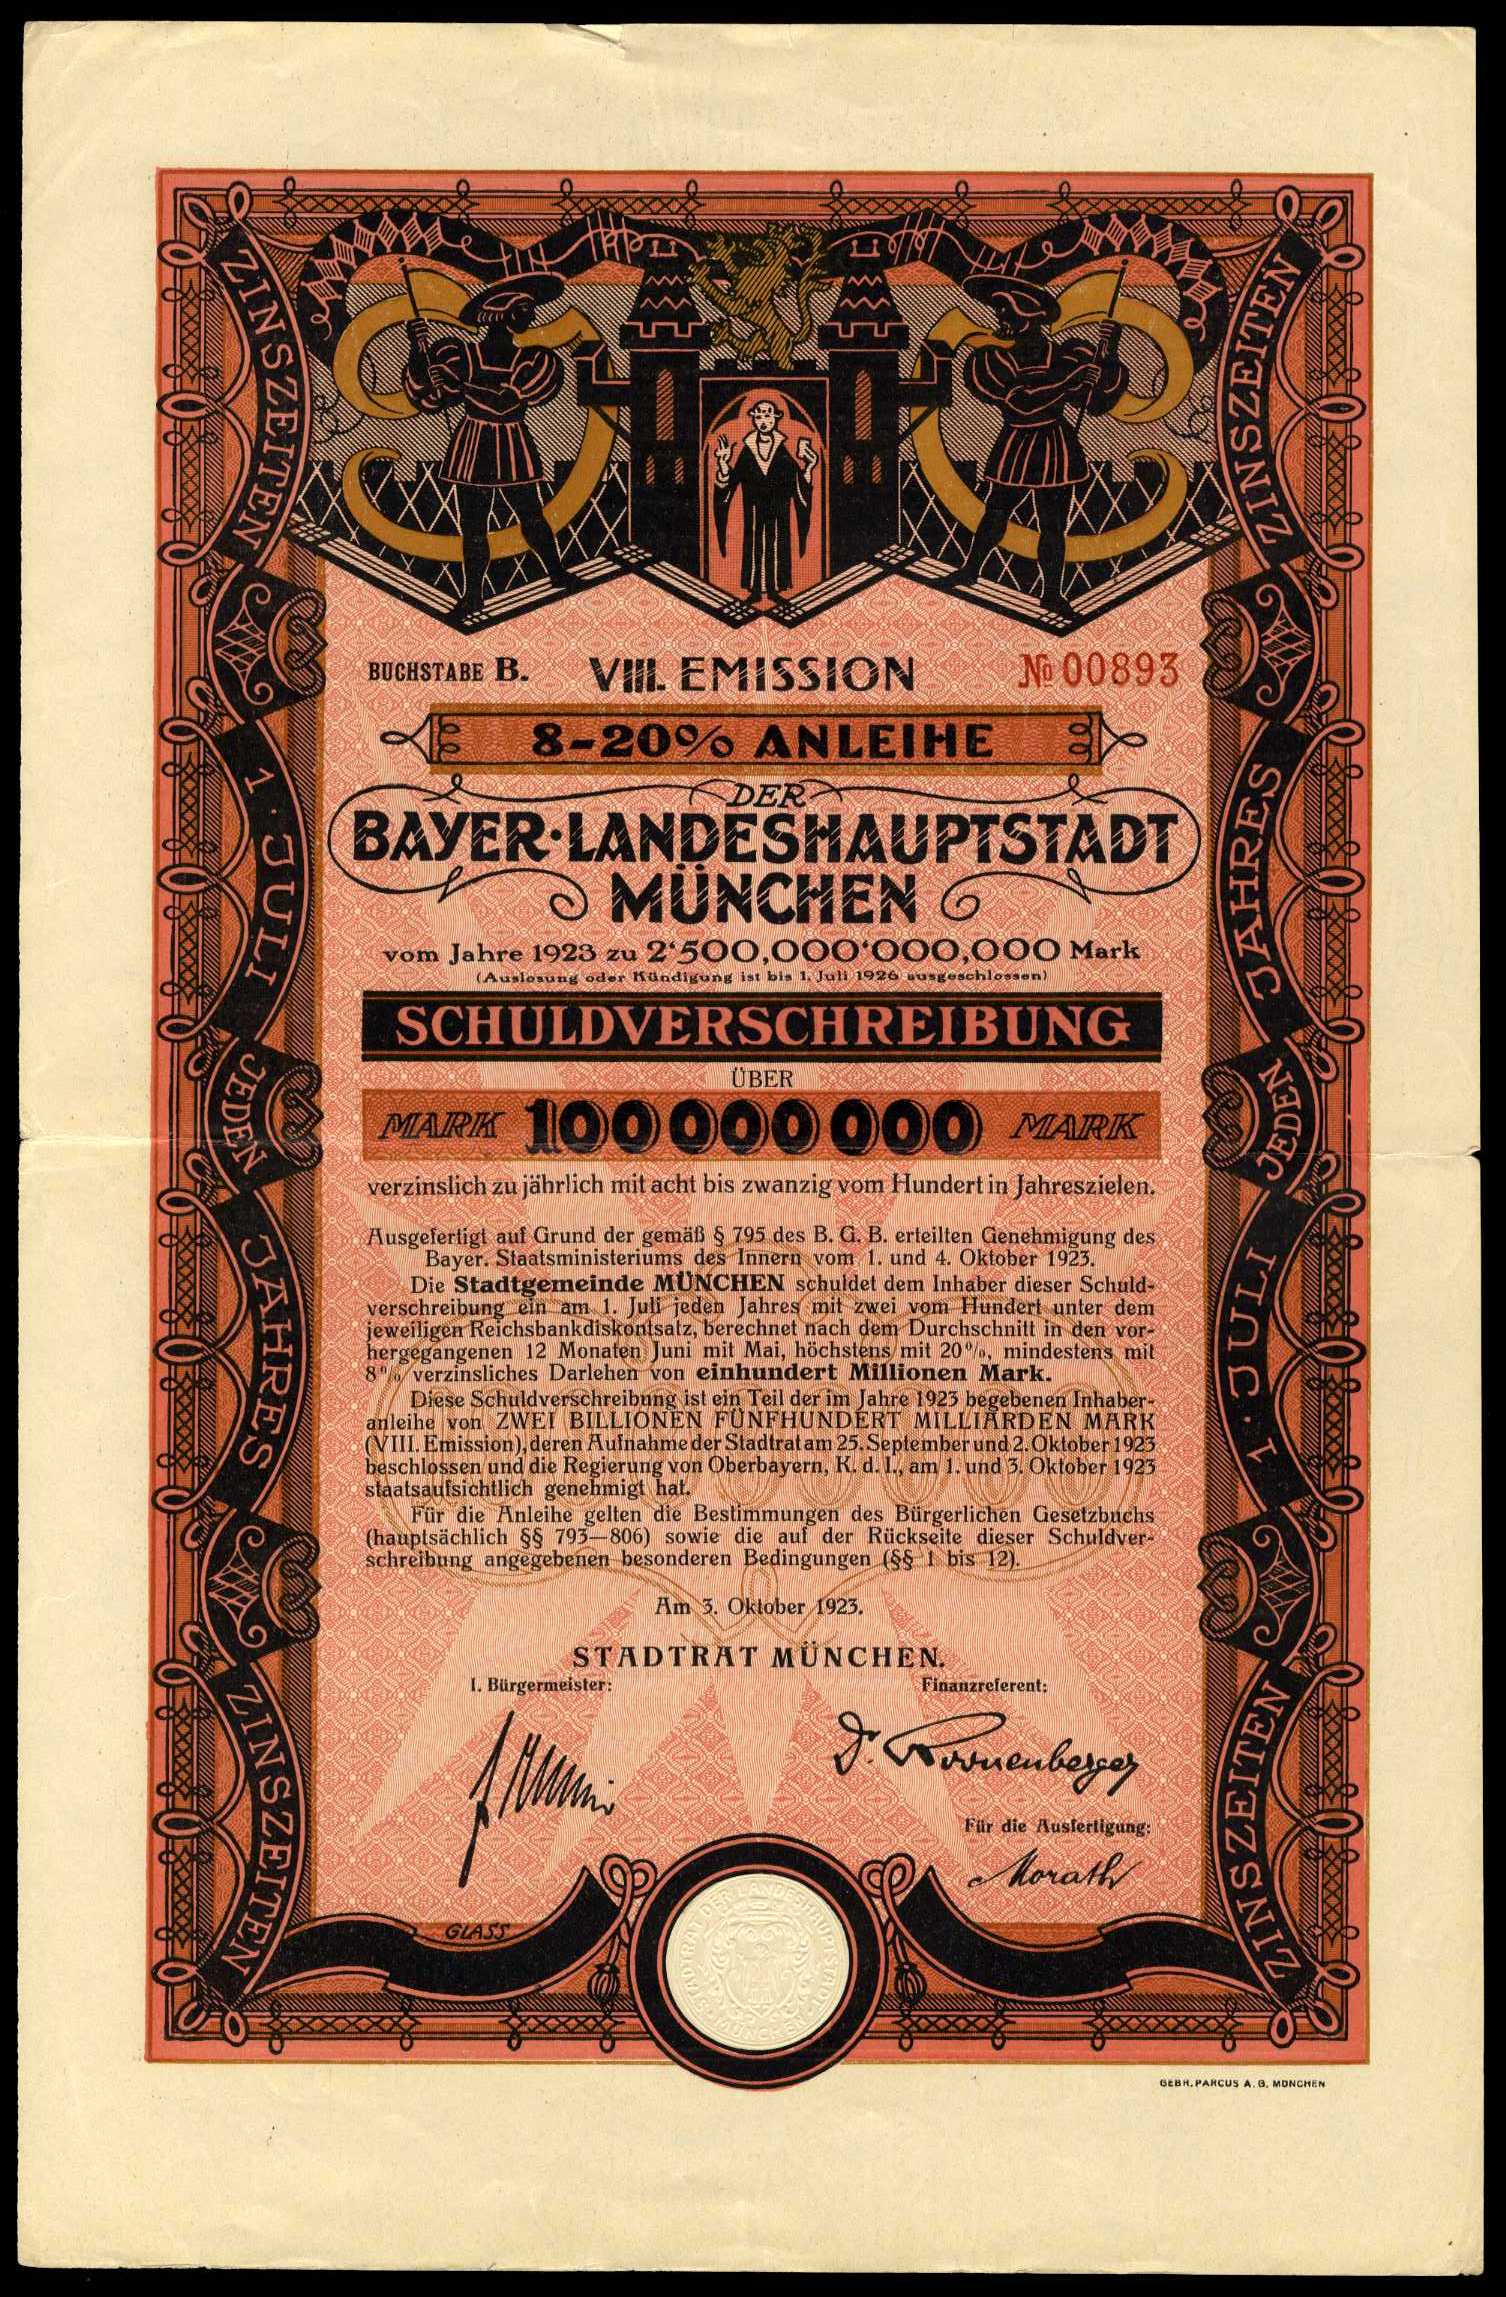 ZINSZEITEN
1. JULI
JEDEN
JAHRES
ZINSZEITEN
ZINSZEITEN
JAHRES
JEDEN
1. JULI
ZINSZEITEN
BUCHSTABE B. VIII. EMISSION № 00893
8-20% ANLEIHE
DER
BAYER·LANDESHAUPTSTADT
MÜNCHEN
vom Jahre 1923 zu 2'500,000'000,000 Mark
(Auslosung oder Kündigung ist bis 1. Juli 1926 ausgeschlossen)
SCHULDVERSCHREIBUNG
ÜBER
MARK 100 000 000 MARK
verzinslich zu jährlich mit acht bis zwanzig vom Hundert in Jahreszielen.
Ausgefertigt auf Grund der gemäß § 795 des B. G. B. erteilten Genehmigung des
Bayer. Staatsministeriums des Innern vom 1. und 4. Oktober 1923.
Die Stadtgemeinde MÜNCHEN schuldet dem Inhaber dieser Schuld-
verschreibung ein am 1. Juli jeden Jahres mit zwei vom Hundert unter dem
jeweiligen Reichsbankdiskontsatz, berechnet nach dem Durchschnitt in den vor-
hergegangenen 12 Monaten Juni mit Mai, höchstens mit 20%, mindestens mit
8% verzinsliches Darlehen von einhundert Millionen Mark.
Diese Schuldverschreibung ist ein Teil der im Jahre 1923 begebenen Inhaber-
anleihe von ZWEI BILLIONEN FÜNFHUNDERT MILLIARDEN MARK
(VIII. Emission), deren Aufnahme der Stadtrat am 25. September und 2. Oktober 1923
beschlossen und die Regierung von Oberbayern, K. d. I., am 1. und 3. Oktober 1923
staatsaufsichtlich genehmigt hat.
Für die Anleihe gelten die Bestimmungen des Bürgerlichen Gesetzbuchs
(hauptsächlich §§ 793—806) sowie die auf der Rückseite dieser Schuldver-
schreibung angegebenen besonderen Bedingungen (§§ 1 bis 12).
Am 3. Oktober 1923.
STADTRAT MÜNCHEN.
I. Bürgermeister: Finanzreferent:
Für die Ausfertigung:
Morath
GLASS
STADTRAT DER LANDESHAUPTSTADT MÜNCHEN
GEBR. PARCUS A. G. MÜNCHEN